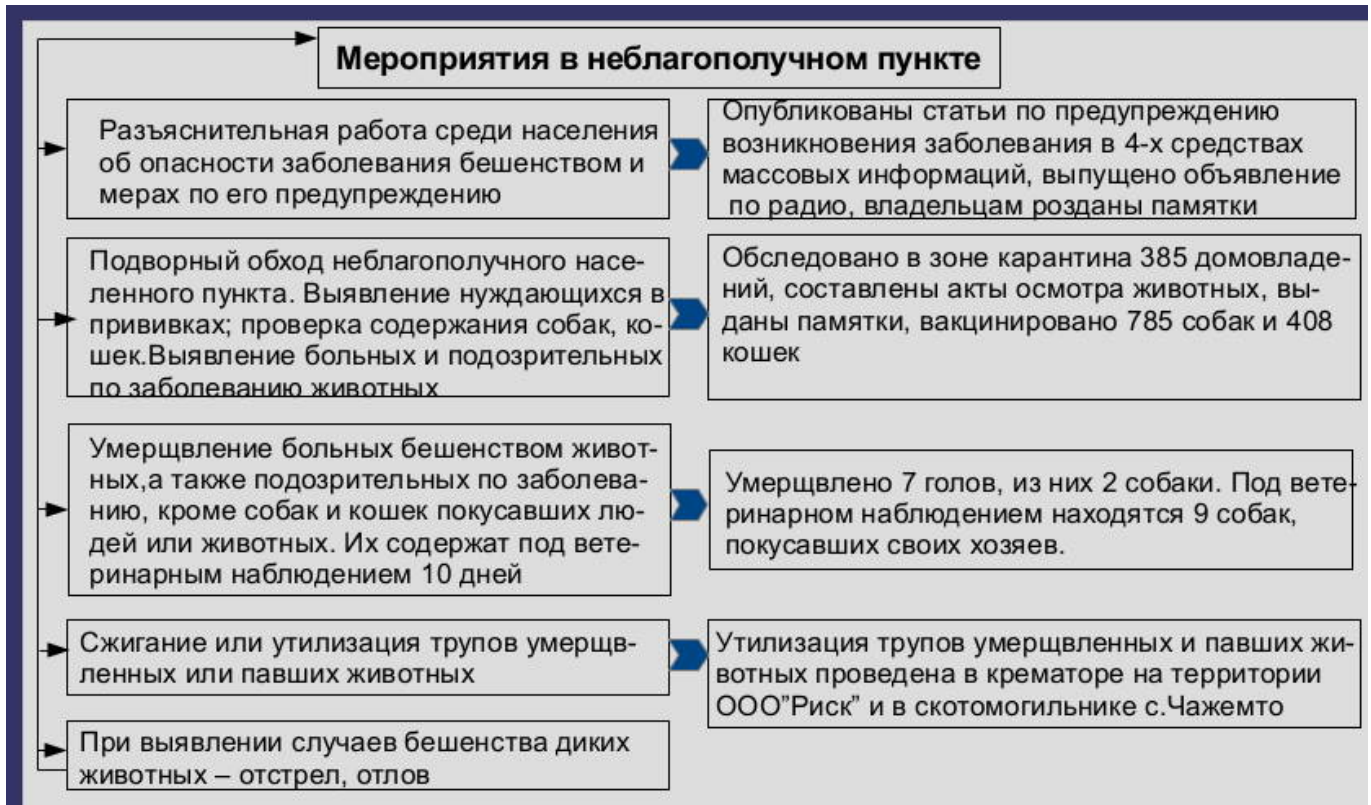 Мероприятия в неблагополучном пункте
Разъяснительная работа среди населения
об опасности заболевания бешенством и
мерах по его предупреждению
Опубликованы статьи по предупреждению
возникновения заболевания в 4-х средствах
массовых информаций, выпущено объявление
по радио, владельцам розданы памятки
Подворный обход неблагополучного насе-
ленного пункта. Выявление нуждающихся в
прививках; проверка содержания собак, ко-
шек.Выявление больных и подозрительных
по заболеванию животных
Обследовано в зоне карантина 385 домовладе-
ний, составлены акты осмотра животных, вы-
даны памятки, вакцинировано 785 собак и 408
кошек
Умерщвление больных бешенством живот-
ных,а также подозрительных по заболева-
нию, кроме собак и кошек покусавших лю-
дей или животных. Их содержат под вете-
ринарным наблюдением 10 дней
Умерщвлено 7 голов, из них 2 собаки. Под вете-
ринарном наблюдением находятся 9 собак,
покусавших своих хозяев.
Сжигание или утилизация трупов умерщв-
ленных или павших животных
Утилизация трупов умерщвленных и павших жи-
вотных проведена в крематоре на территории
ООО”Риск” и в скотомогильнике с.Чажемто
При выявлении случаев бешенства диких
животных – отстрел, отлов